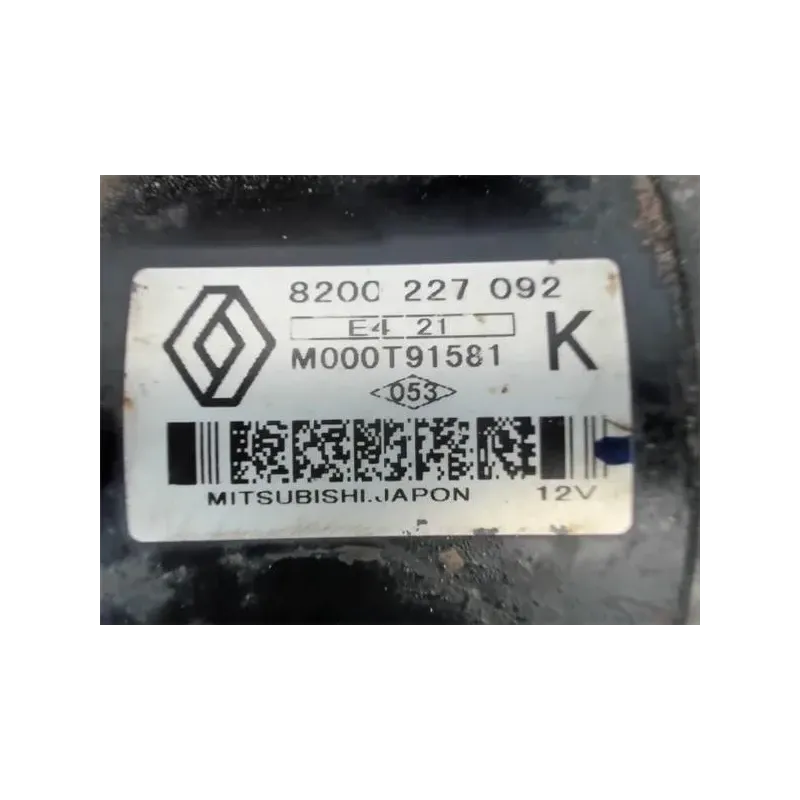 8200 227 092
E4 21
M000T91581 K
053
MITSUBISHI.JAPON 12V